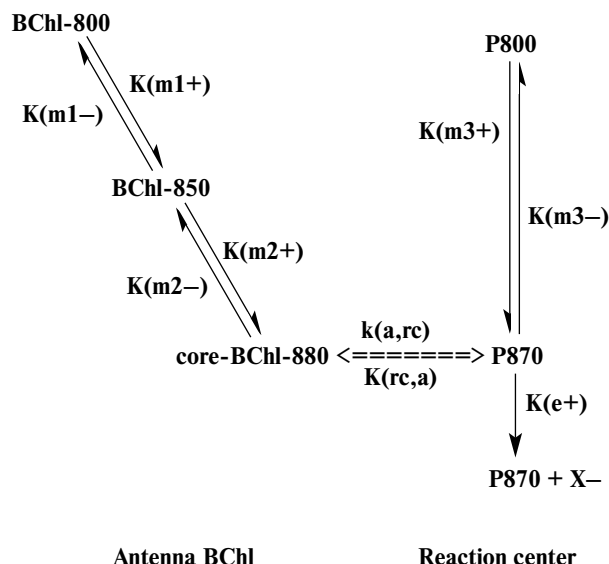 BChl-800
P800
K(m1+)
K(m1–)
K(m3+)
BChl-850
K(m3–)
K(m2+)
K(m2–)
k(a,rc)
core-BChl-880 <======> P870
K(rc,a)
K(e+)
P870 + X–
Antenna BChl
Reaction center